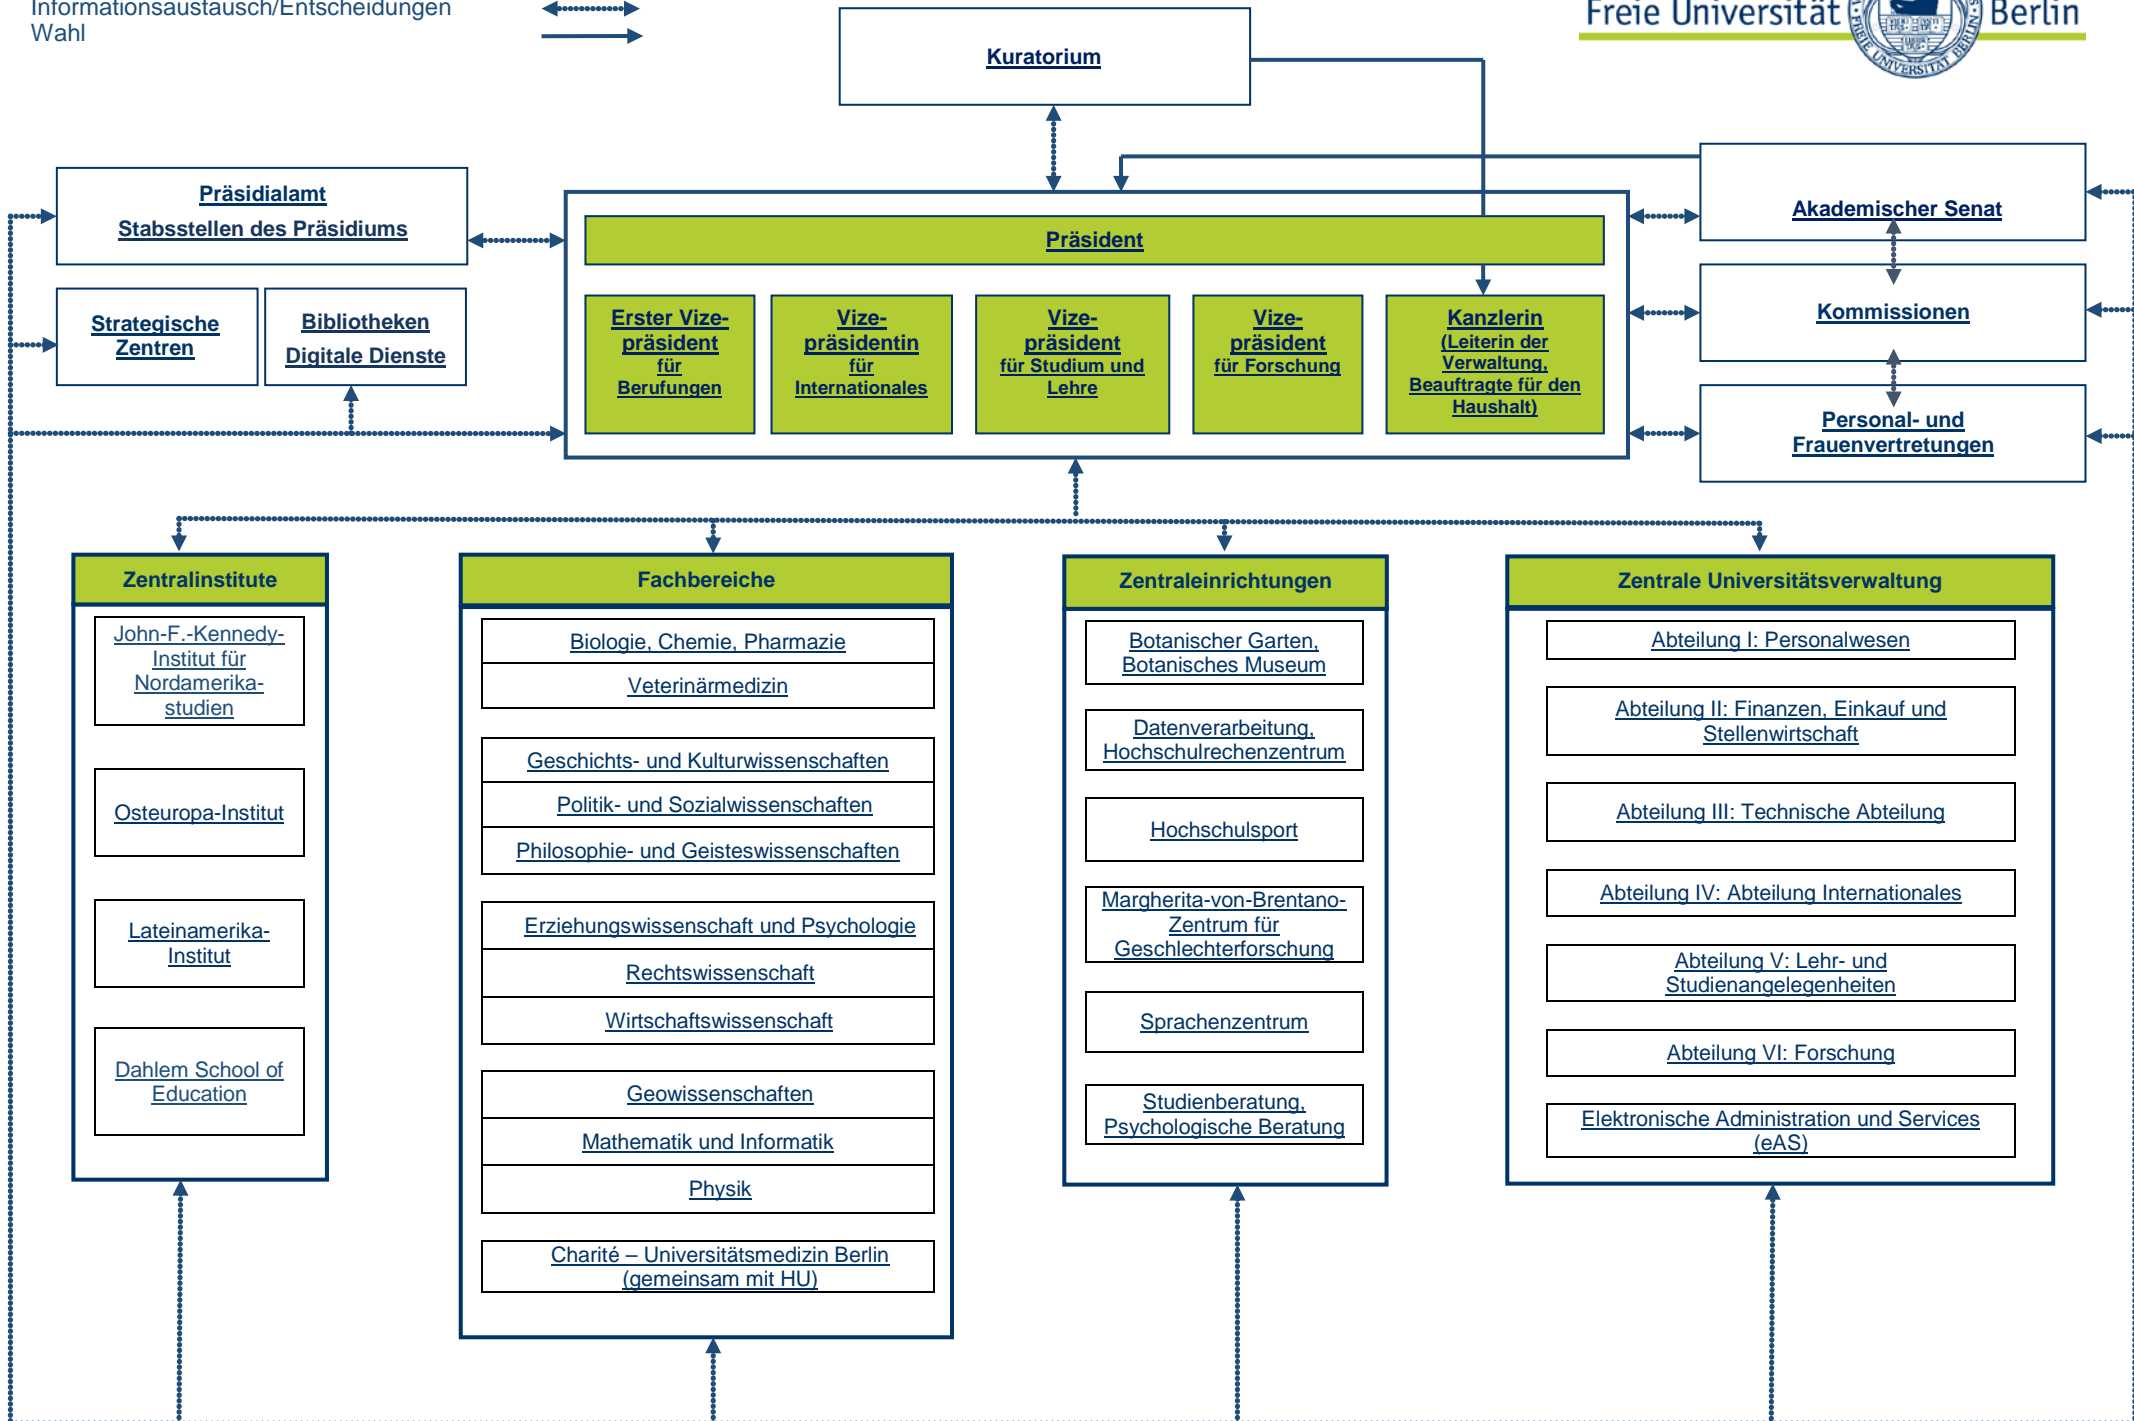 Informationsaustausch/Entscheidungen
Wahl
Freie Universität Berlin
FREIE UNIVERSITÄT BERLIN
Kuratorium
Präsidialamt
Stabsstellen des Präsidiums
Strategische
Zentren
Bibliotheken
Digitale Dienste
Präsident
Erster Vize-
präsident
für
Berufungen
Vize-
präsidentin
für
Internationales
Vize-
präsident
für Studium und
Lehre
Vize-
präsident
für Forschung
Kanzlerin
(Leiterin der
Verwaltung,
Beauftragte für den
Haushalt)
Akademischer Senat
Kommissionen
Personal- und
Frauenvertretungen
Zentralinstitute
John-F.-Kennedy-
Institut für
Nordamerika-
studien
Osteuropa-Institut
Lateinamerika-
Institut
Dahlem School of
Education
Fachbereiche
Biologie, Chemie, Pharmazie
Veterinärmedizin
Geschichts- und Kulturwissenschaften
Politik- und Sozialwissenschaften
Philosophie- und Geisteswissenschaften
Erziehungswissenschaft und Psychologie
Rechtswissenschaft
Wirtschaftswissenschaft
Geowissenschaften
Mathematik und Informatik
Physik
Charité – Universitätsmedizin Berlin
(gemeinsam mit HU)
Zentraleinrichtungen
Botanischer Garten,
Botanisches Museum
Datenverarbeitung,
Hochschulrechenzentrum
Hochschulsport
Margherita-von-Brentano-
Zentrum für
Geschlechterforschung
Sprachenzentrum
Studienberatung,
Psychologische Beratung
Zentrale Universitätsverwaltung
Abteilung I: Personalwesen
Abteilung II: Finanzen, Einkauf und
Stellenwirtschaft
Abteilung III: Technische Abteilung
Abteilung IV: Abteilung Internationales
Abteilung V: Lehr- und
Studienangelegenheiten
Abteilung VI: Forschung
Elektronische Administration und Services
(eAS)